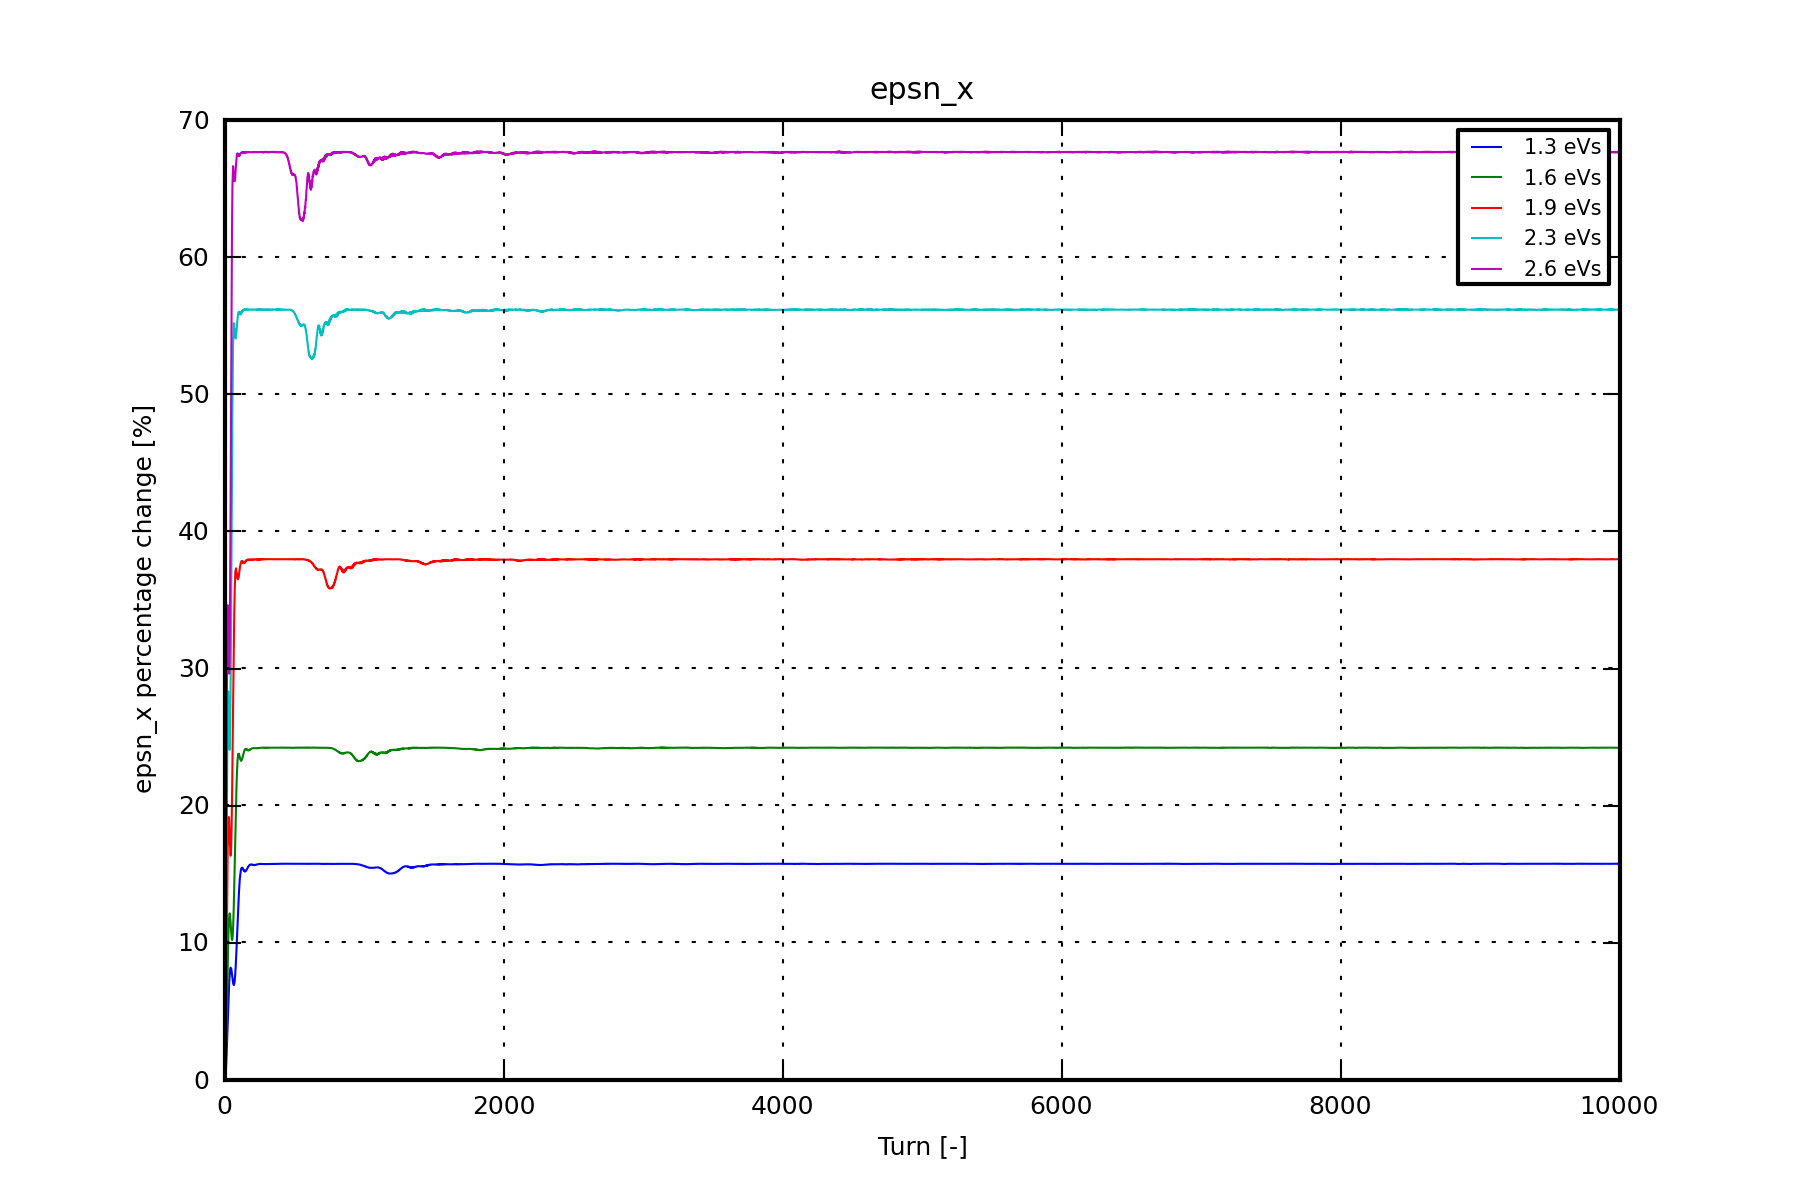 epsn_x
70
60
50
40
30
20
10
0
epsn_x percentage change [%]
1.3 eVs
1.6 eVs
1.9 eVs
2.3 eVs
2.6 eVs
0 2000 4000 6000 8000 10000
Turn [-]